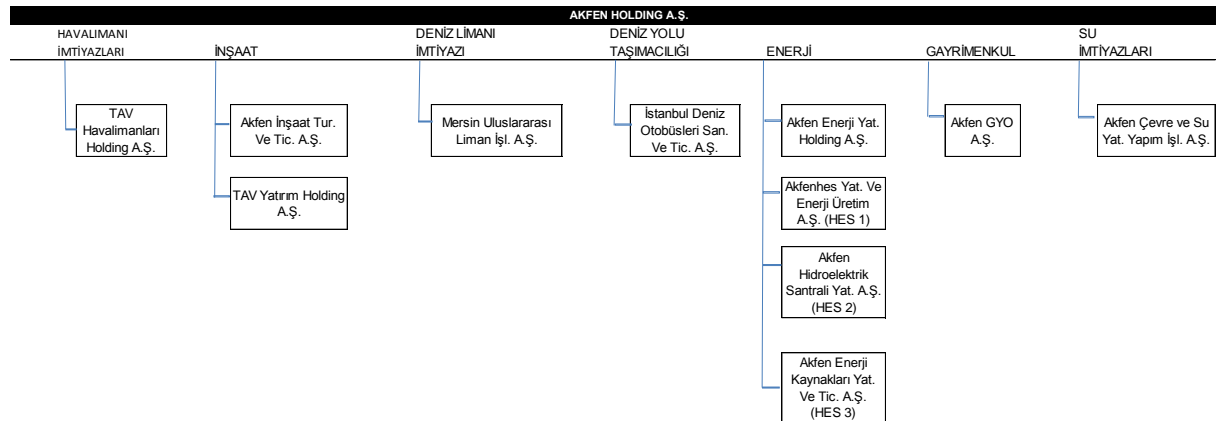 AKFEN HOLDING A.Ş.
HAVALIMANI
İMTİYAZLARI
İNŞAAT
DENİZ LİMANI
İMTİYAZI
DENİZ YOLU
TAŞIMACILIĞI
ENERJİ
GAYRİMENKUL
SU
İMTİYAZLARI
TAV
Havalimanları
Holding A.Ş.
Akfen İnşaat Tur.
Ve Tic. A.Ş.
TAV Yatırım Holding
A.Ş.
Mersin Uluslararası
Liman İşl. A.Ş.
İstanbul Deniz
Otobüsleri San.
Ve Tic. A.Ş.
Akfen Enerji Yat.
Holding A.Ş.
Akfenhes Yat. Ve
Enerji Üretim
A.Ş. (HES 1)
Akfen
Hidroelektrik
Santrali Yat. A.Ş.
(HES 2)
Akfen Enerji
Kaynakları Yat.
Ve Tic. A.Ş.
(HES 3)
Akfen GYO
A.Ş.
Akfen Çevre ve Su
Yat. Yapım İşl. A.Ş.